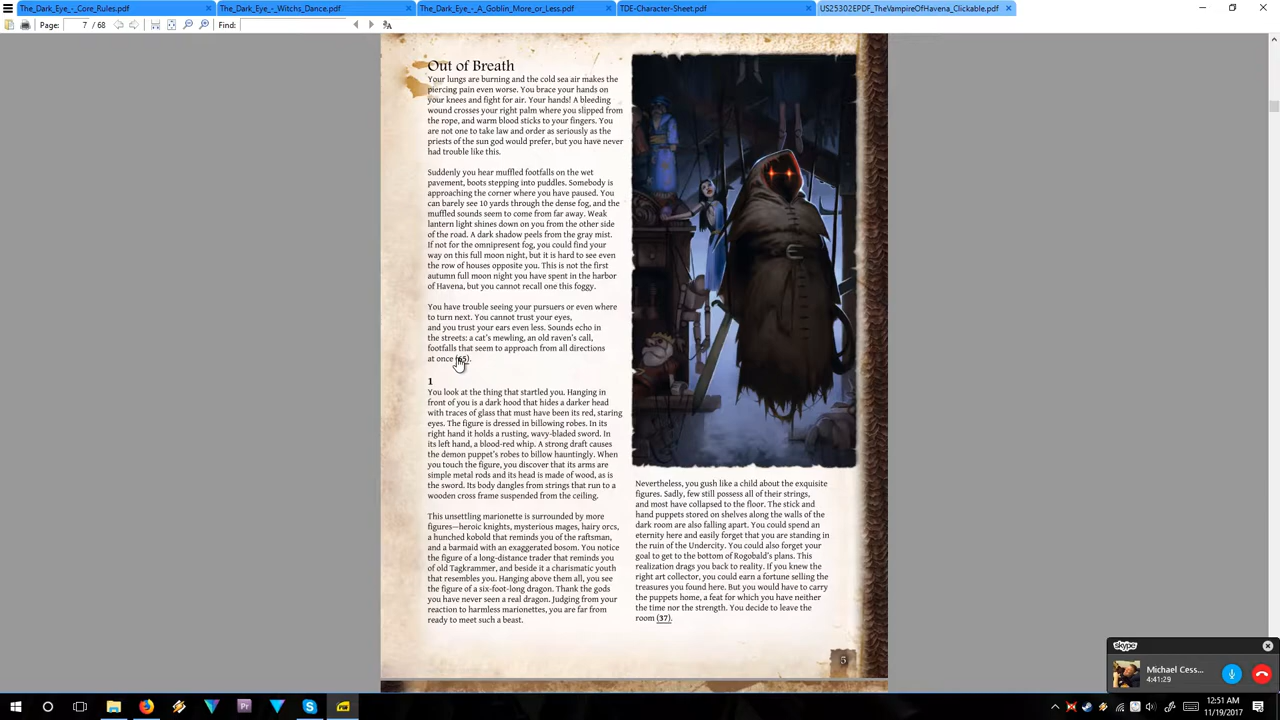 The_Dark_Eye_-_Core_Rules.pdf
The_Dark_Eye_-_Witchs_Dance.pdf
The_Dark_Eye_-_A_Goblin_More_or_Less.pdf
TDE-Character-Sheet.pdf
US25302EPDF_TheVampireOfHavena_Clickable.pdf
Page: 7 / 68
Find:
Out of Breath
Your lungs are burning and the cold sea air makes the
piercing pain even worse. You brace your hands on
your knees and fight for air. Your hands! A bleeding
wound crosses your right palm where you slipped from
the rope, and warm blood sticks to your fingers. You
are not one to take law and order as seriously as the
priests of the sun god would prefer, but you have never
had trouble like this.
Suddenly you hear muffled footfalls on the wet
pavement, boots stepping into puddles. Somebody is
approaching the corner where you have paused. You
can barely see 10 yards through the dense fog, and the
muffled sounds seem to come from far away. Weak
lantern light shines down on you from the other side
of the road. A dark shadow peels from the gray mist.
If not for the omnipresent fog, you could find your
way on this full moon night, but it is hard to see even
the row of houses opposite you. This is not the first
autumn full moon night you have spent in the harbor
of Havena, but you cannot recall one this foggy.
You have trouble seeing your pursuers or even where
to turn next. You cannot trust your eyes,
and you trust your ears even less. Sounds echo in
the streets: a cat's mewling, an old raven's call,
footfalls that seem to approach from all directions
at once (65).
1
You look at the thing that startled you. Hanging in
front of you is a dark hood that hides a darker head
with traces of glass that must have been its red, staring
eyes. The figure is dressed in billowing robes. In its
right hand it holds a rusting, wavy-bladed sword. In
its left hand, a blood-red whip. A strong draft causes
the demon puppet's robes to billow hauntingly. When
you touch the figure, you discover that its arms are
simple metal rods and its head is made of wood, as is
the sword. Its body dangles from strings that run to a
wooden cross frame suspended from the ceiling.
This unsettling marionette is surrounded by more
figures—heroic knights, mysterious mages, hairy orcs,
a hunched kobold that reminds you of the raftsman,
and a barmaid with an exaggerated bosom. You notice
the figure of a long-distance trader that reminds you
of old Tagkrammer, and beside it a charismatic youth
that resembles you. Hanging above them all, you see
the figure of a six-foot-long dragon. Thank the gods
you have never seen a real dragon. Judging from your
reaction to harmless marionettes, you are far from
ready to meet such a beast.
Nevertheless, you gush like a child about the exquisite
figures. Sadly, few still possess all of their strings,
and most have collapsed to the floor. The stick and
hand puppets stored on shelves along the walls of the
dark room are also falling apart. You could spend an
eternity here and easily forget that you are standing in
the ruin of the Undercity. You could also forget your
goal to get to the bottom of Rogobald's plans. This
realization drags you back to reality. If you knew the
right art collector, you could earn a fortune selling the
treasures you found here. But you would have to carry
the puppets home, a feat for which you have neither
the time nor the strength. You decide to leave the
room (37).
5
skype
Michael Cess...
4:41:29
12:51 AM
11/19/2017